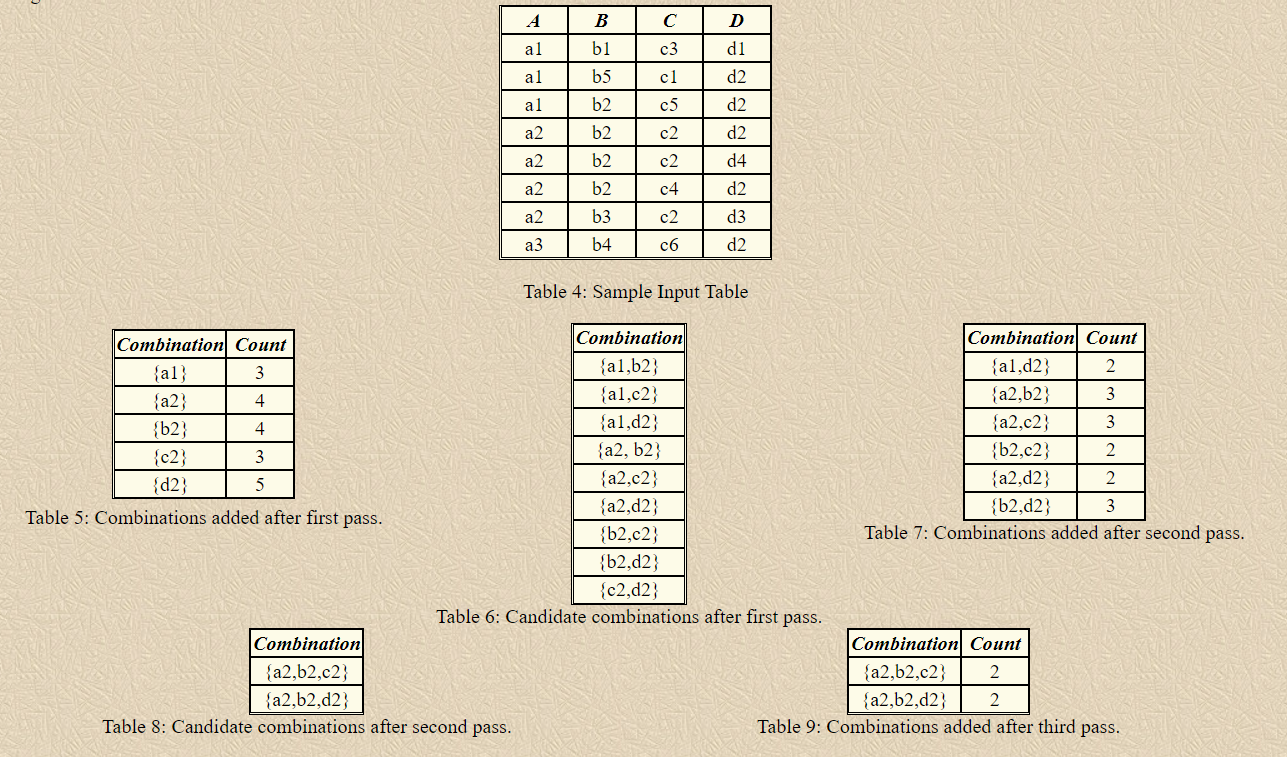 A B C D
a1 b1 c3 d1
a1 b5 c1 d2
a1 b2 c5 d2
a2 b2 c2 d2
a2 b2 c2 d4
a2 b2 c4 d2
a2 b3 c2 d3
a3 b4 c6 d2
Table 4: Sample Input Table
Combination Count
{a1} 3
{a2} 4
{b2} 4
{c2} 3
{d2} 5
Table 5: Combinations added after first pass.
Combination
{a1,b2}
{a1,c2}
{a1,d2}
{a2, b2}
{a2,c2}
{a2,d2}
{b2,c2}
{b2,d2}
{c2,d2}
Table 6: Candidate combinations after first pass.
Combination Count
{a1,d2} 2
{a2,b2} 3
{a2,c2} 3
{b2,c2} 2
{a2,d2} 2
{b2,d2} 3
Table 7: Combinations added after second pass.
Combination
{a2,b2,c2}
{a2,b2,d2}
Table 8: Candidate combinations after second pass.
Combination Count
{a2,b2,c2} 2
{a2,b2,d2} 2
Table 9: Combinations added after third pass.